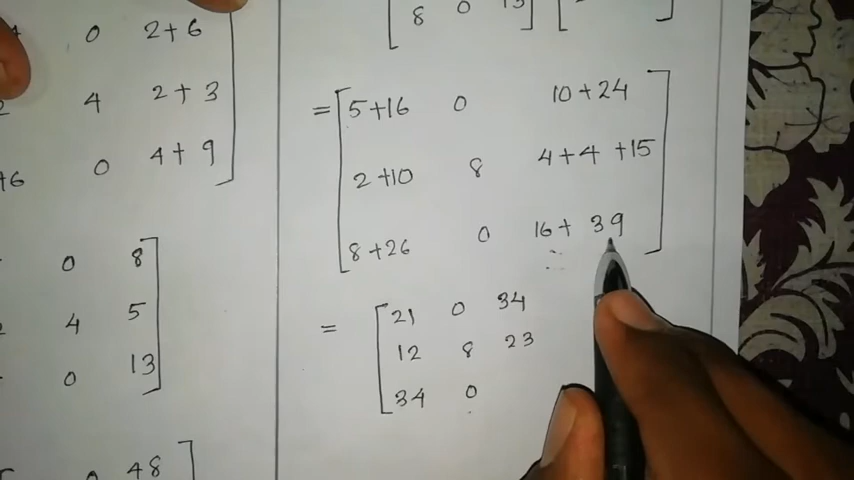 0 2+6
4 2+3
+6 0 4+9
0 8
4 5
0 13
0 48
8 0 13
= 5+16 0 10+24
2+10 8 4+4+15
8+26 0 16+39
= 21 0 34
12 8 23
34 0